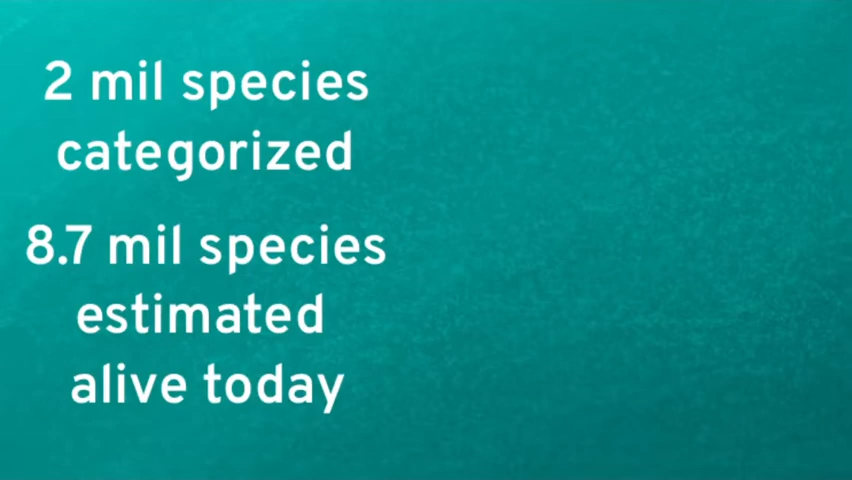 2 mil species
categorized
8.7 mil species
estimated
alive today